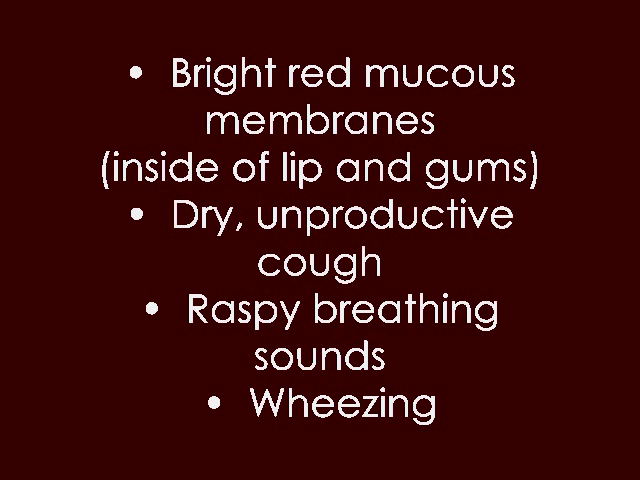 • Bright red mucous
membranes
(inside of lip and gums)
• Dry, unproductive
cough
• Raspy breathing
sounds
• Wheezing